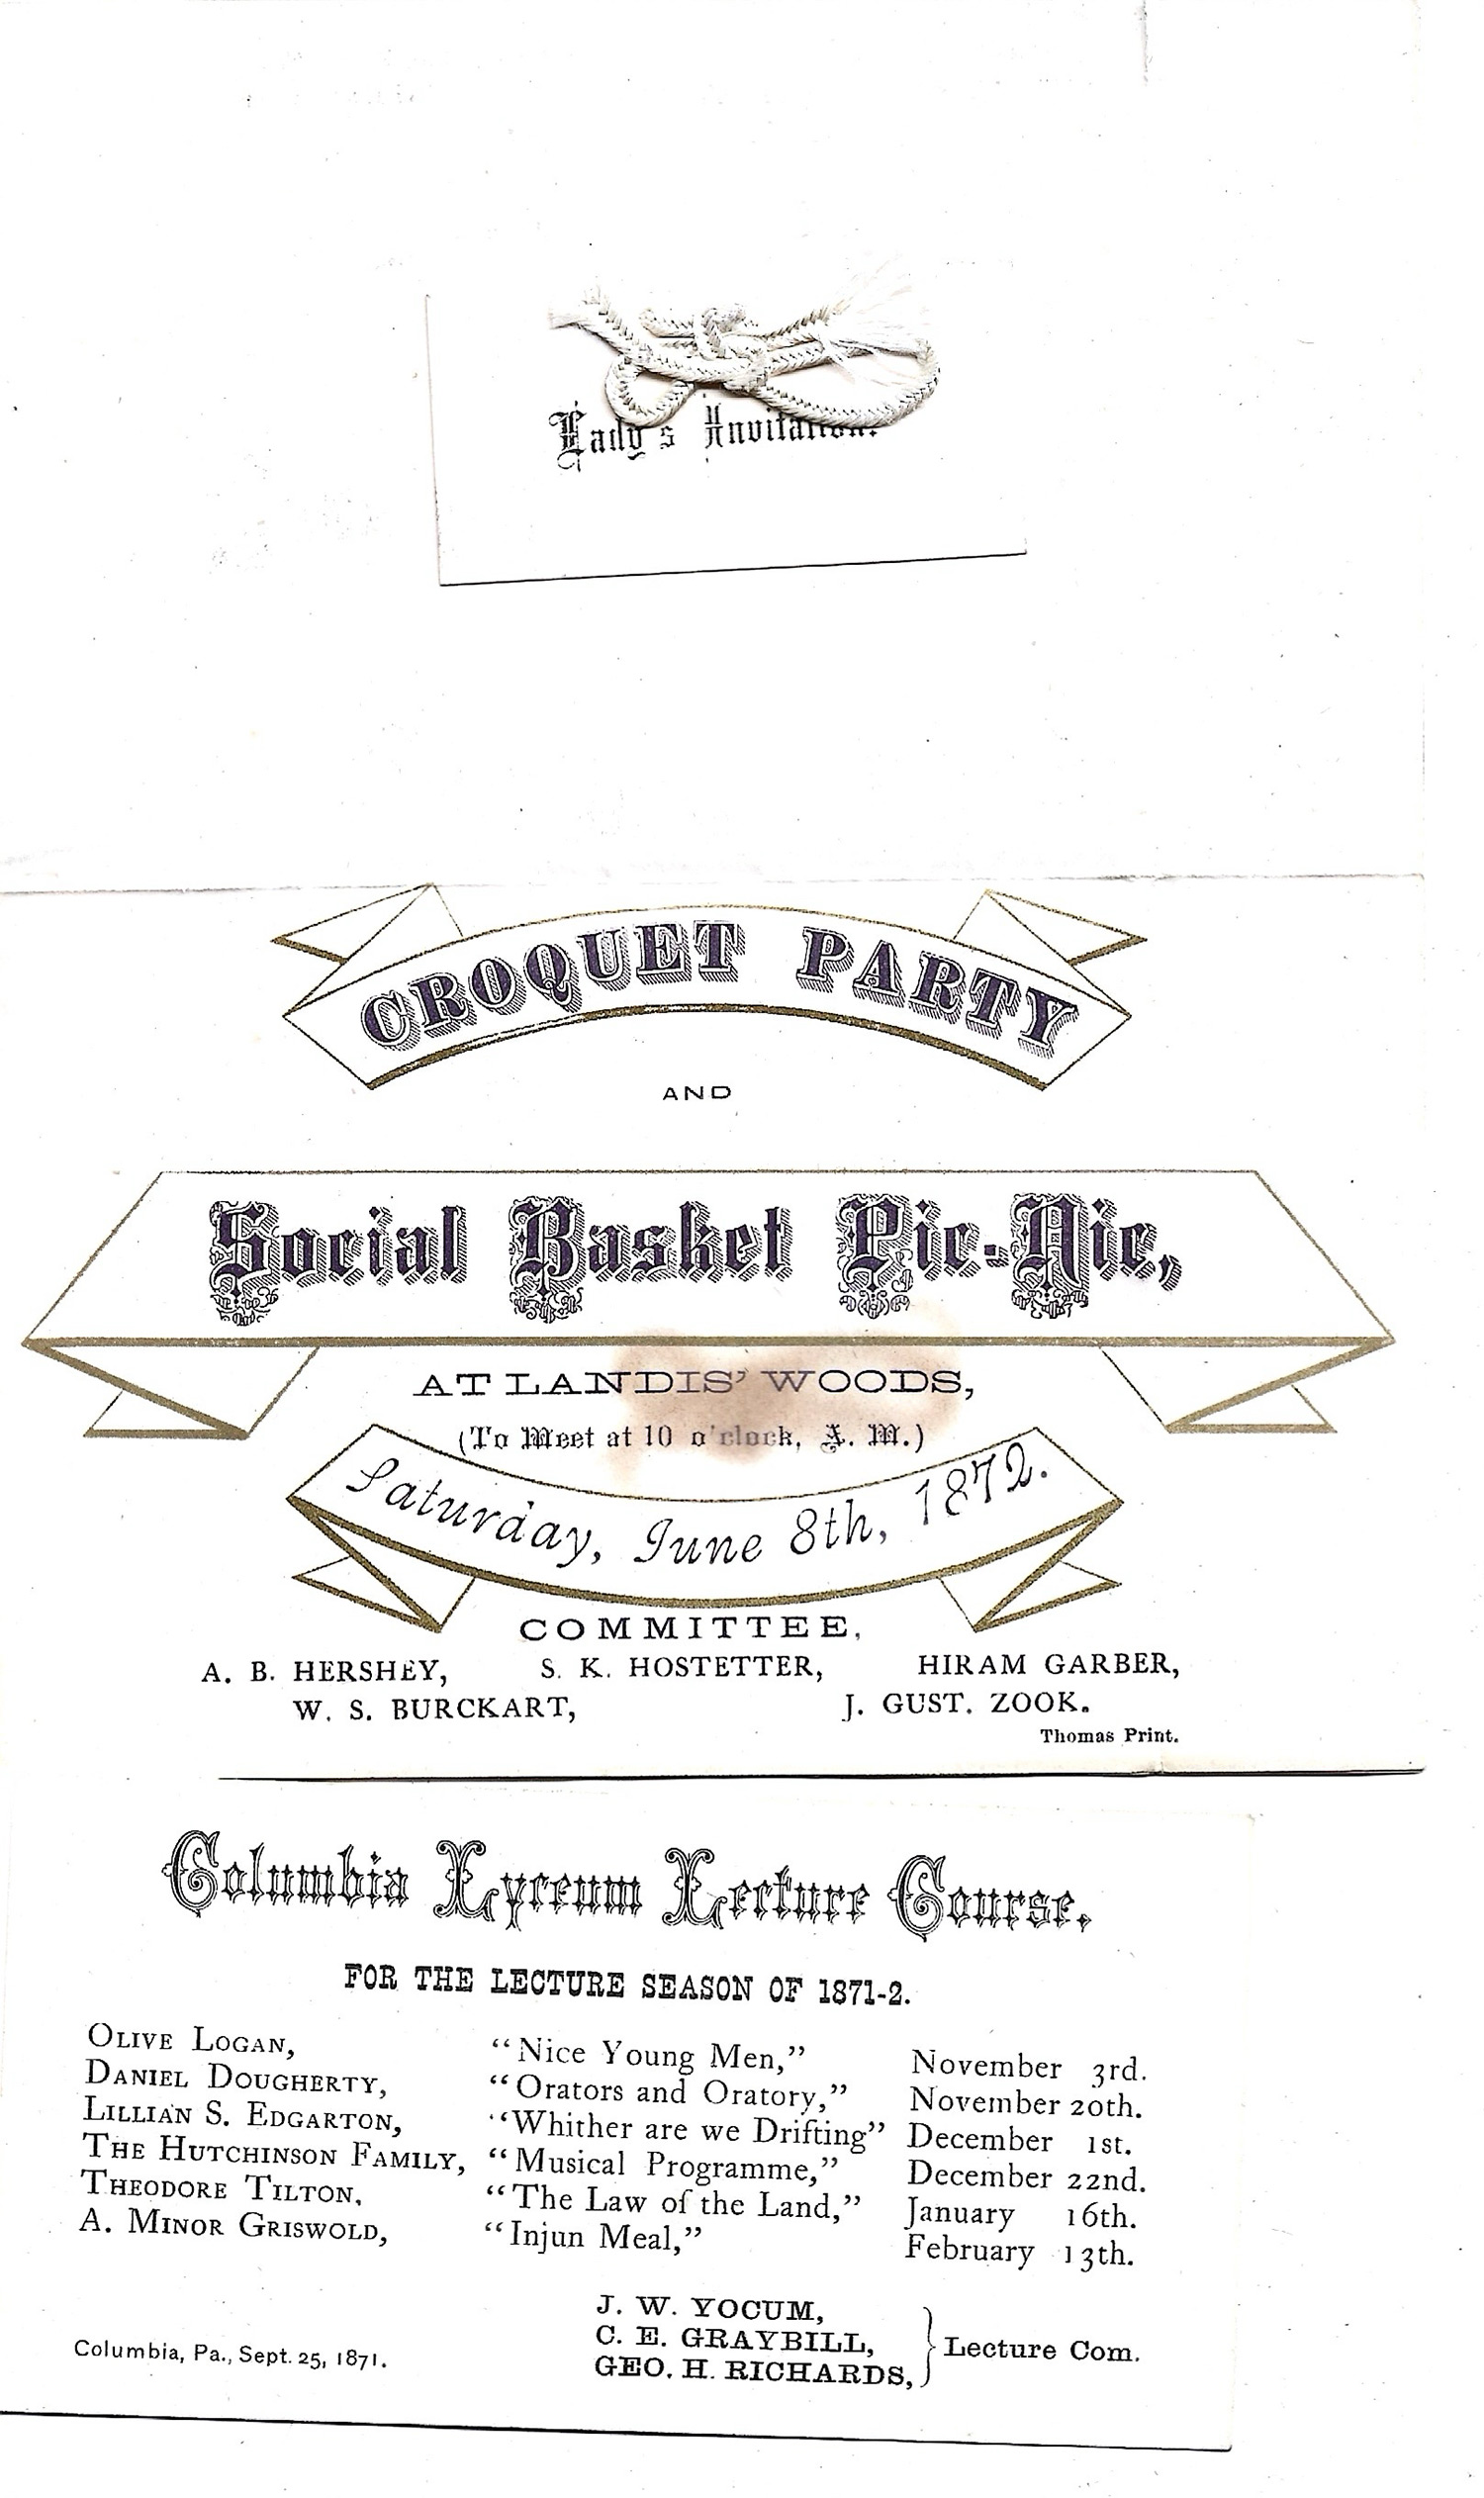 Lady's Invitation.
CROQUET PARTY
AND
Social Basket Pic-Nic,
AT LANDIS' WOODS,
(To Meet at 10 o'clock, A. M.)
Saturday, June 8th, 1872.
COMMITTEE,
A. B. HERSHEY, S. K. HOSTETTER, HIRAM GARBER,
W. S. BURCKART, J. GUST. ZOOK.
Thomas Print.
Columbia Lyceum Lecture Course,
FOR THE LECTURE SEASON OF 1871-2.
OLIVE LOGAN, "Nice Young Men," November 3rd.
DANIEL DOUGHERTY, "Orators and Oratory," November 20th.
LILLIAN S. EDGARTON, "Whither are we Drifting" December 1st.
THE HUTCHINSON FAMILY, "Musical Programme," December 22nd.
THEODORE TILTON, "The Law of the Land," January 16th.
A. MINOR GRISWOLD, "Injun Meal," February 13th.
J. W. YOCUM,
C. E. GRAYBILL,
GEO. H. RICHARDS,
Lecture Com.
Columbia, Pa., Sept. 25, 1871.